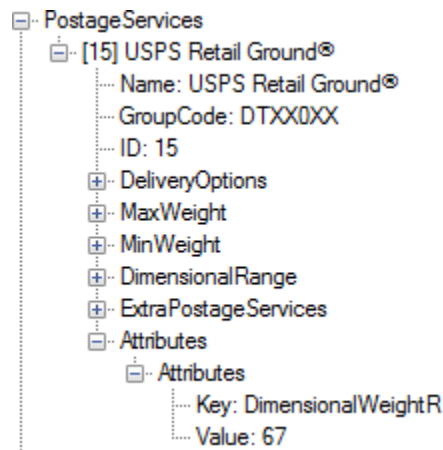 PostageServices
[15] USPS Retail Ground®
Name: USPS Retail Ground®
GroupCode: DTXX0XX
ID: 15
DeliveryOptions
MaxWeight
MinWeight
DimensionalRange
ExtraPostageServices
Attributes
Attributes
Key: DimensionalWeightR
Value: 67